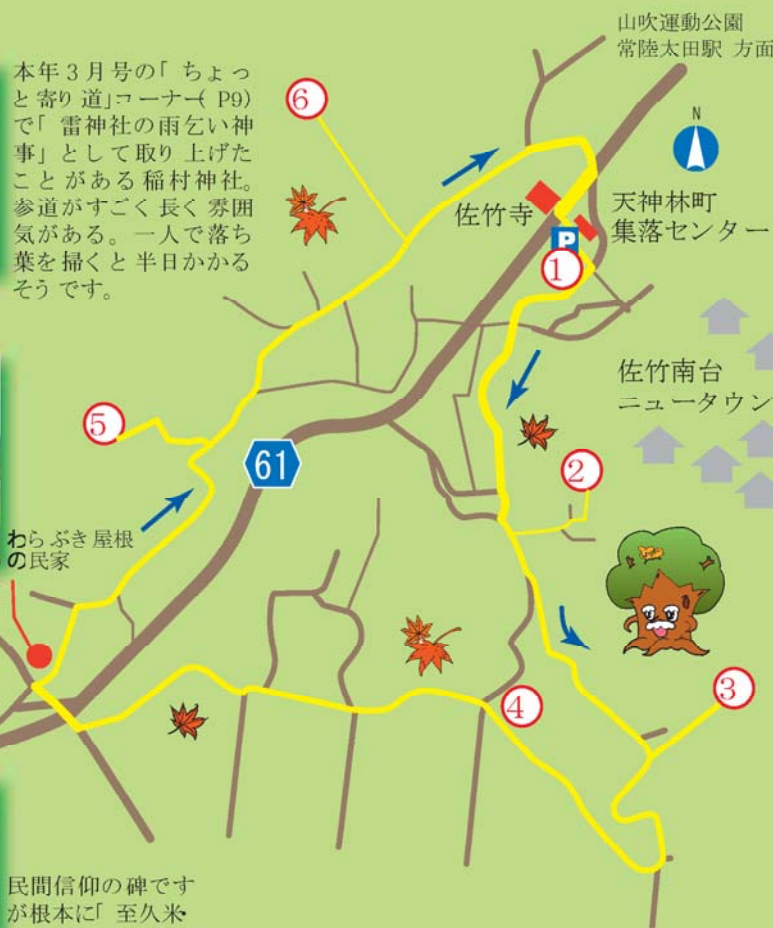 山吹運動公園
常陸太田駅 方面
本年3月号の「ちょっ
と寄り道」コーナー( P9)
で「雷神社の雨乞い神
事」として取り上げた
ことがある稲村神社。
参道がすごく長く雰囲
気がある。一人で落ち
葉を掃くと半日かかる
そうです。
⑥
N
佐竹寺
天神林町
集落センター
P
①
佐竹南台
ニュータウン
⑤
61
②
わらぶき屋根
の民家
③
④
民間信仰の碑です
が根本に「至久米・